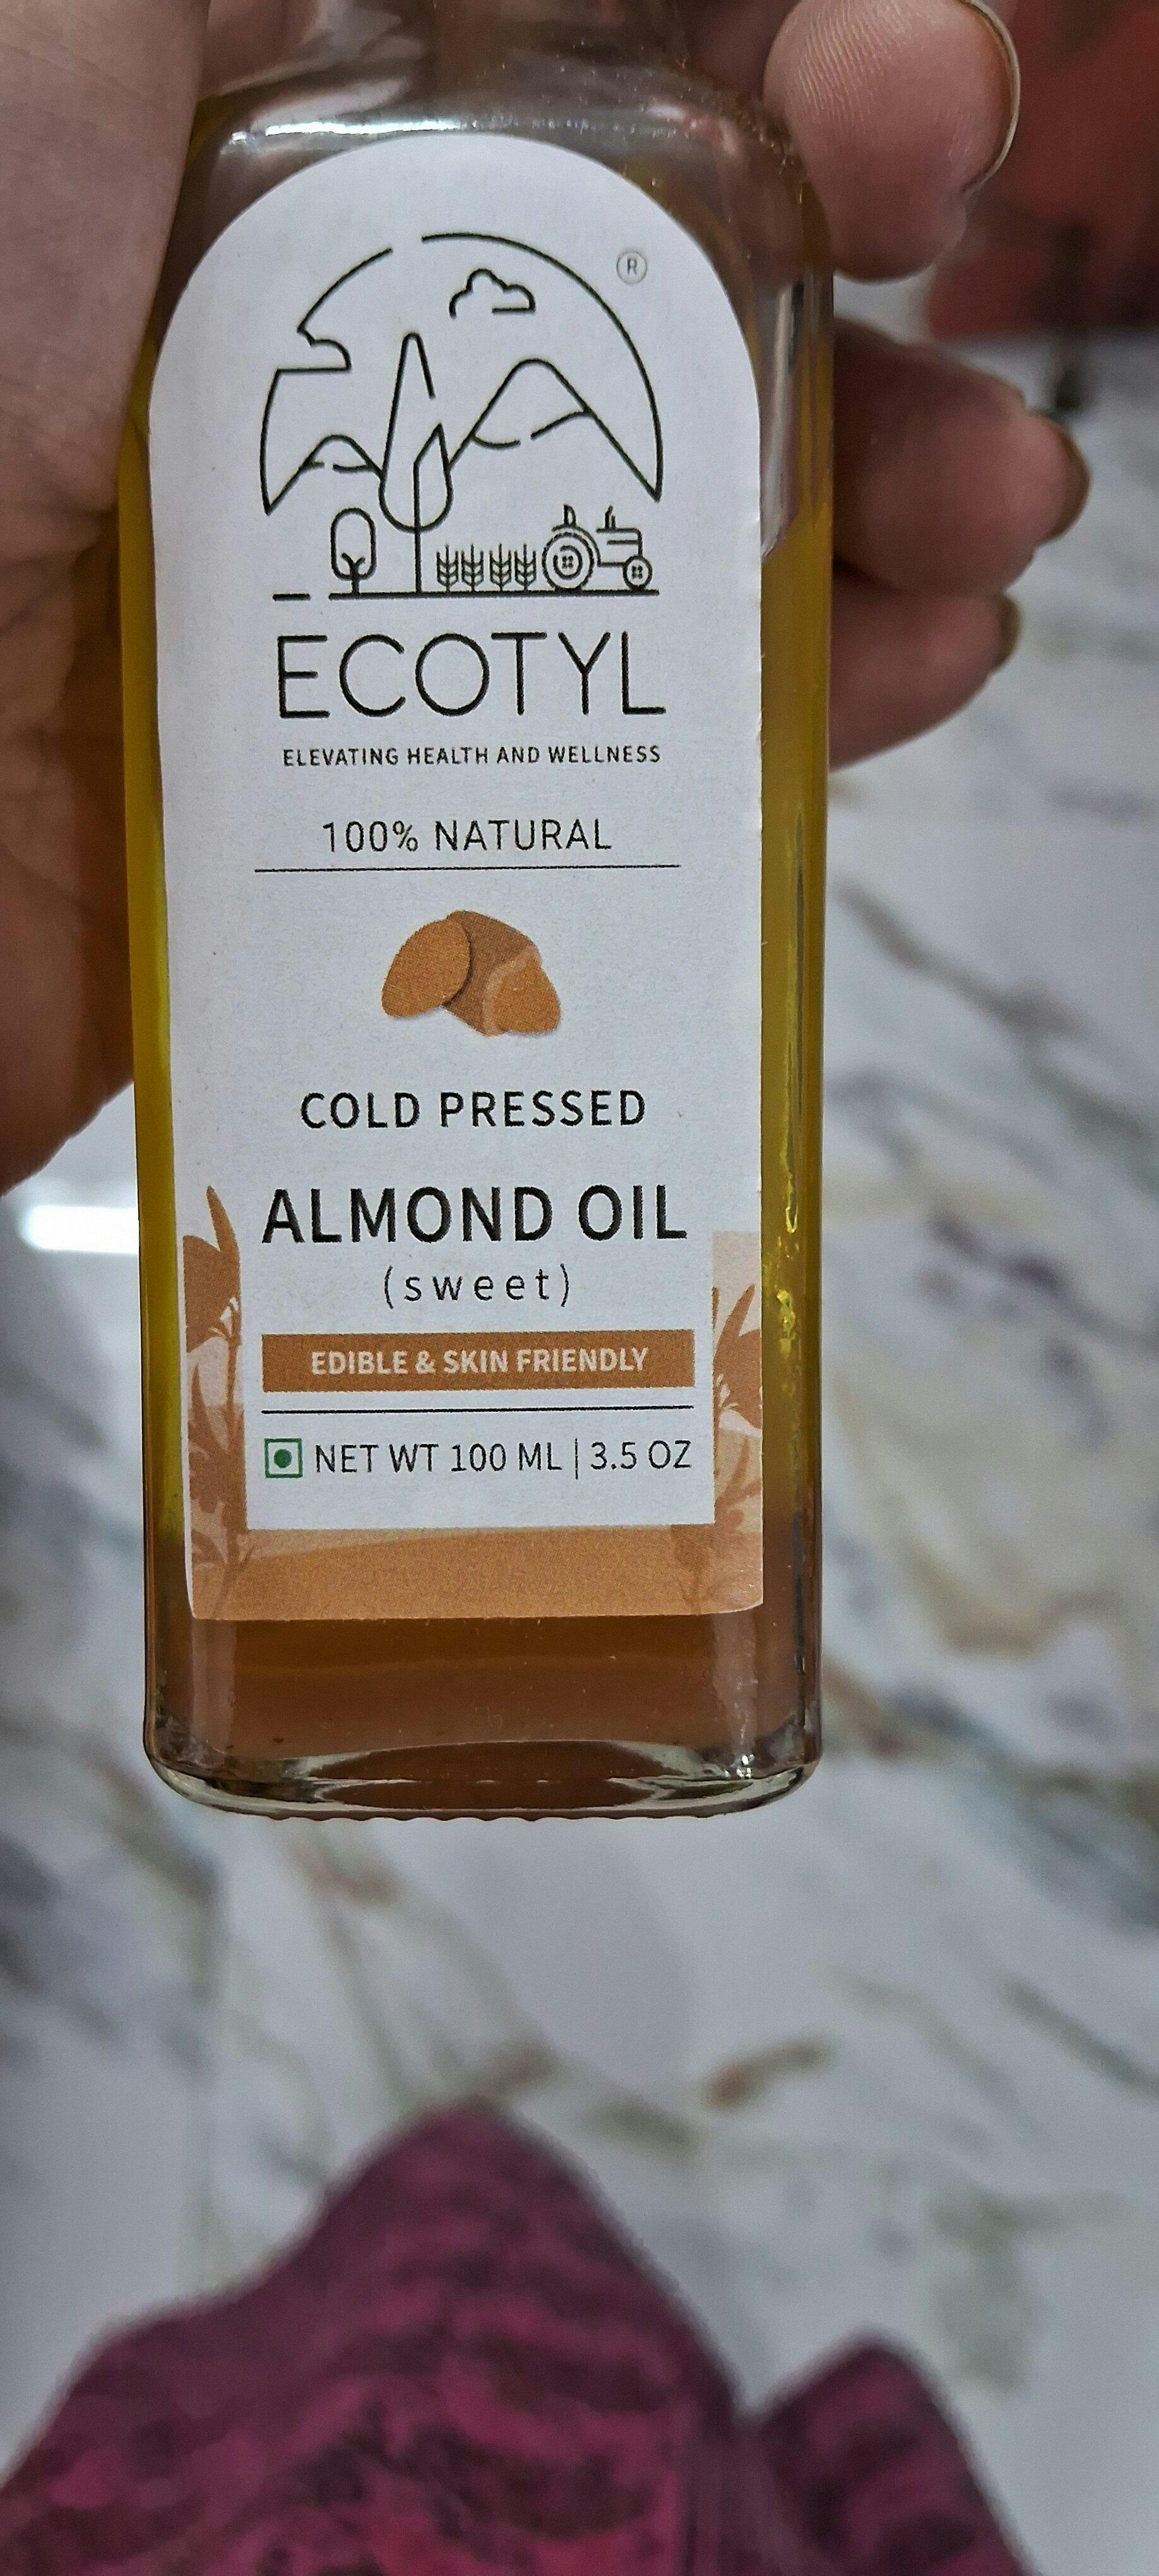 ®
ECOTYL
ELEVATING HEALTH AND WELLNESS
100% NATURAL
COLD PRESSED
ALMOND OIL
(sweet)
EDIBLE & SKIN FRIENDLY
NET WT 100 ML | 3.5 OZ